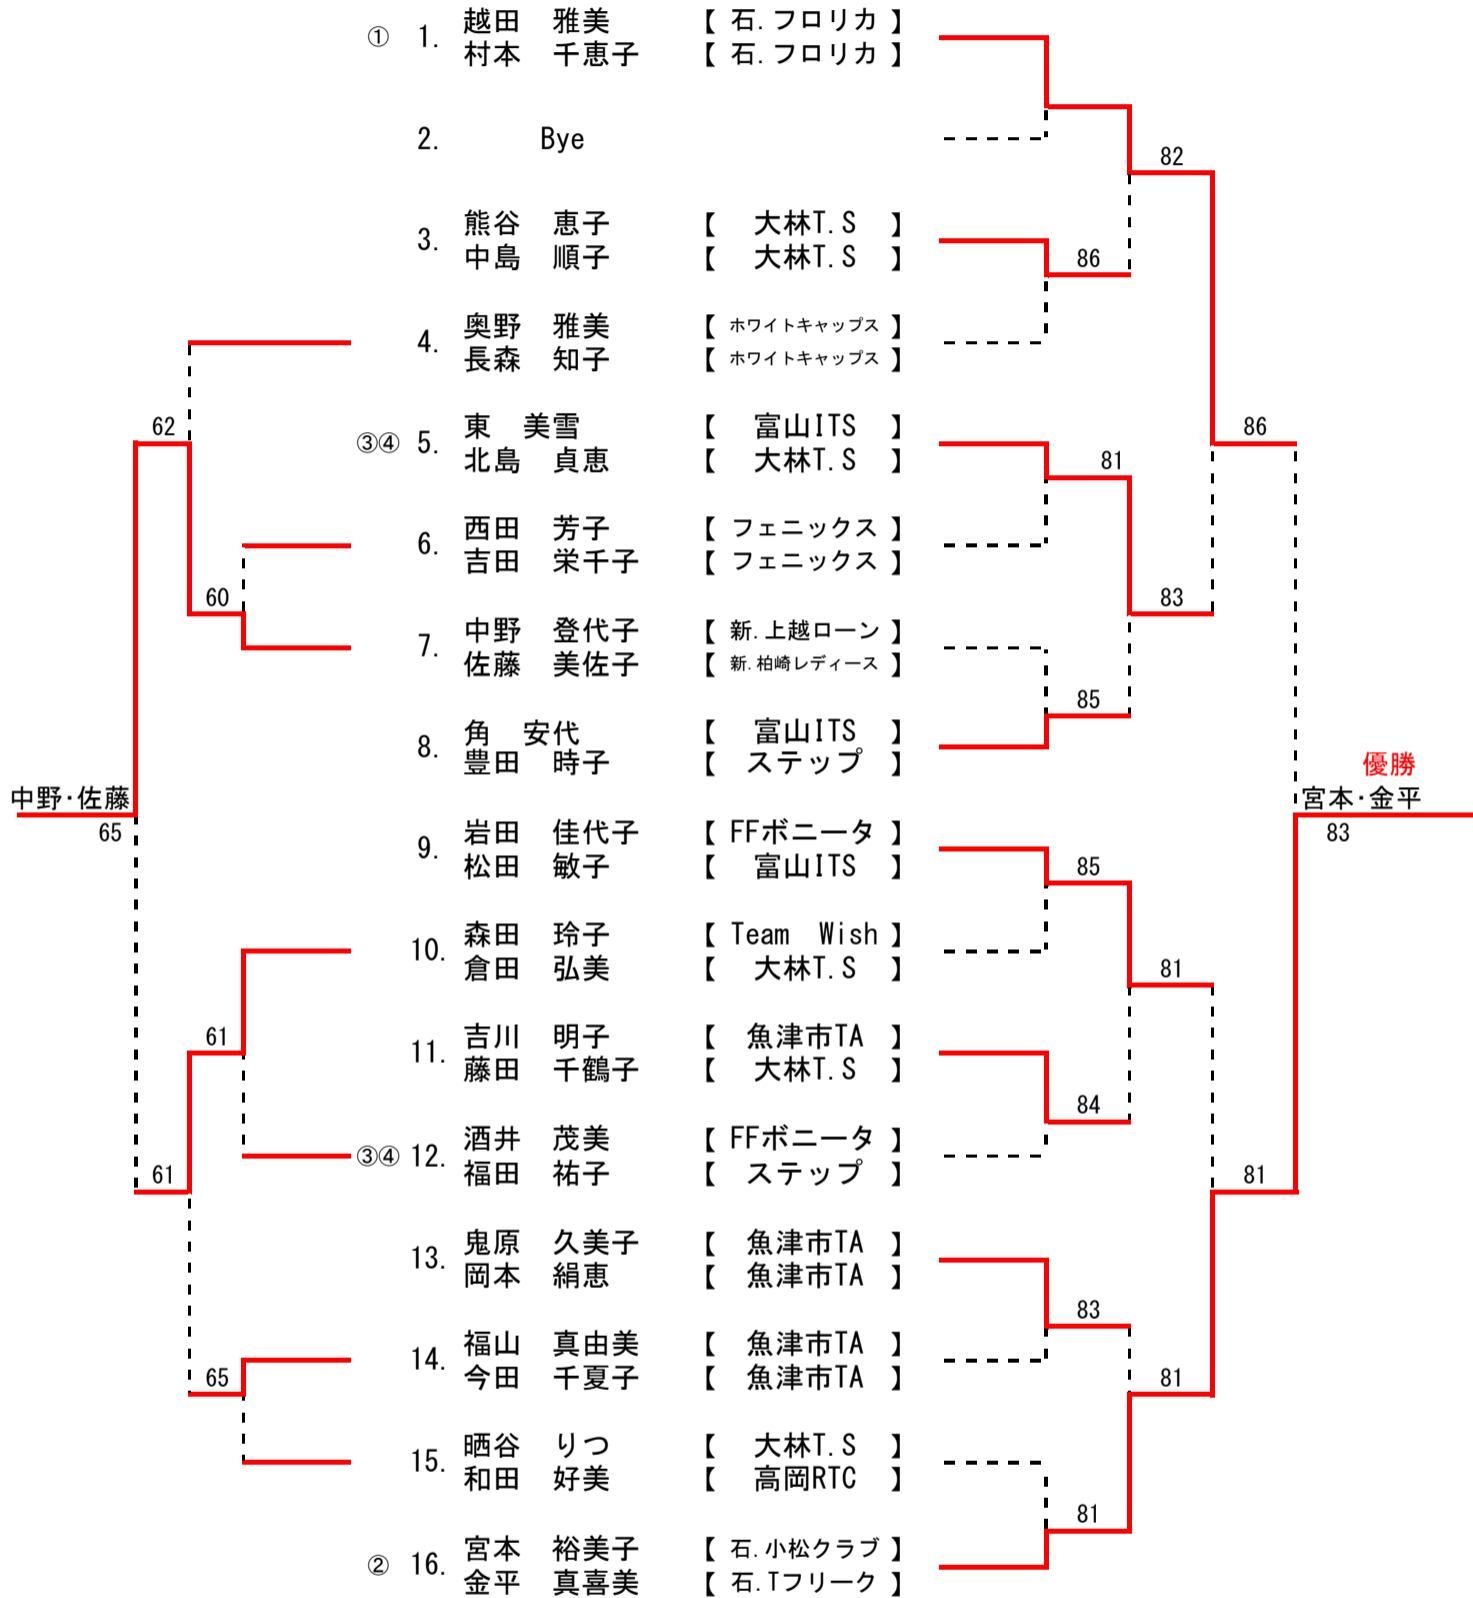 ① 1. 越田 雅美 【 石.フロリカ 】
村本 千恵子 【 石.フロリカ 】
2. Bye
82
3. 熊谷 恵子 【 大林T.S 】
中島 順子 【 大林T.S 】
86
4. 奥野 雅美 【 ホワイトキャップス 】
長森 知子 【 ホワイトキャップス 】
62
86
③④ 5. 東 美雪 【 富山ITS 】
北島 貞恵 【 大林T.S 】
81
6. 西田 芳子 【 フェニックス 】
吉田 栄千子 【 フェニックス 】
60
83
7. 中野 登代子 【 新.上越ローン 】
佐藤 美佐子 【 新.柏崎レディース 】
85
8. 角 安代 【 富山ITS 】
豊田 時子 【 ステップ 】
優勝
中野・佐藤
宮本・金平
65
83
9. 岩田 佳代子 【 FFボニータ 】
松田 敏子 【 富山ITS 】
85
10. 森田 玲子 【 Team Wish 】
倉田 弘美 【 大林T.S 】
81
61
11. 吉川 明子 【 魚津市TA 】
藤田 千鶴子 【 大林T.S 】
84
③④ 12. 酒井 茂美 【 FFボニータ 】
福田 祐子 【 ステップ 】
61
81
13. 鬼原 久美子 【 魚津市TA 】
岡本 絹恵 【 魚津市TA 】
83
14. 福山 真由美 【 魚津市TA 】
今田 千夏子 【 魚津市TA 】
65
81
15. 晒谷 りつ 【 大林T.S 】
和田 好美 【 高岡RTC 】
81
② 16. 宮本 裕美子 【 石.小松クラブ 】
金平 真喜美 【 石.Tフリーク 】